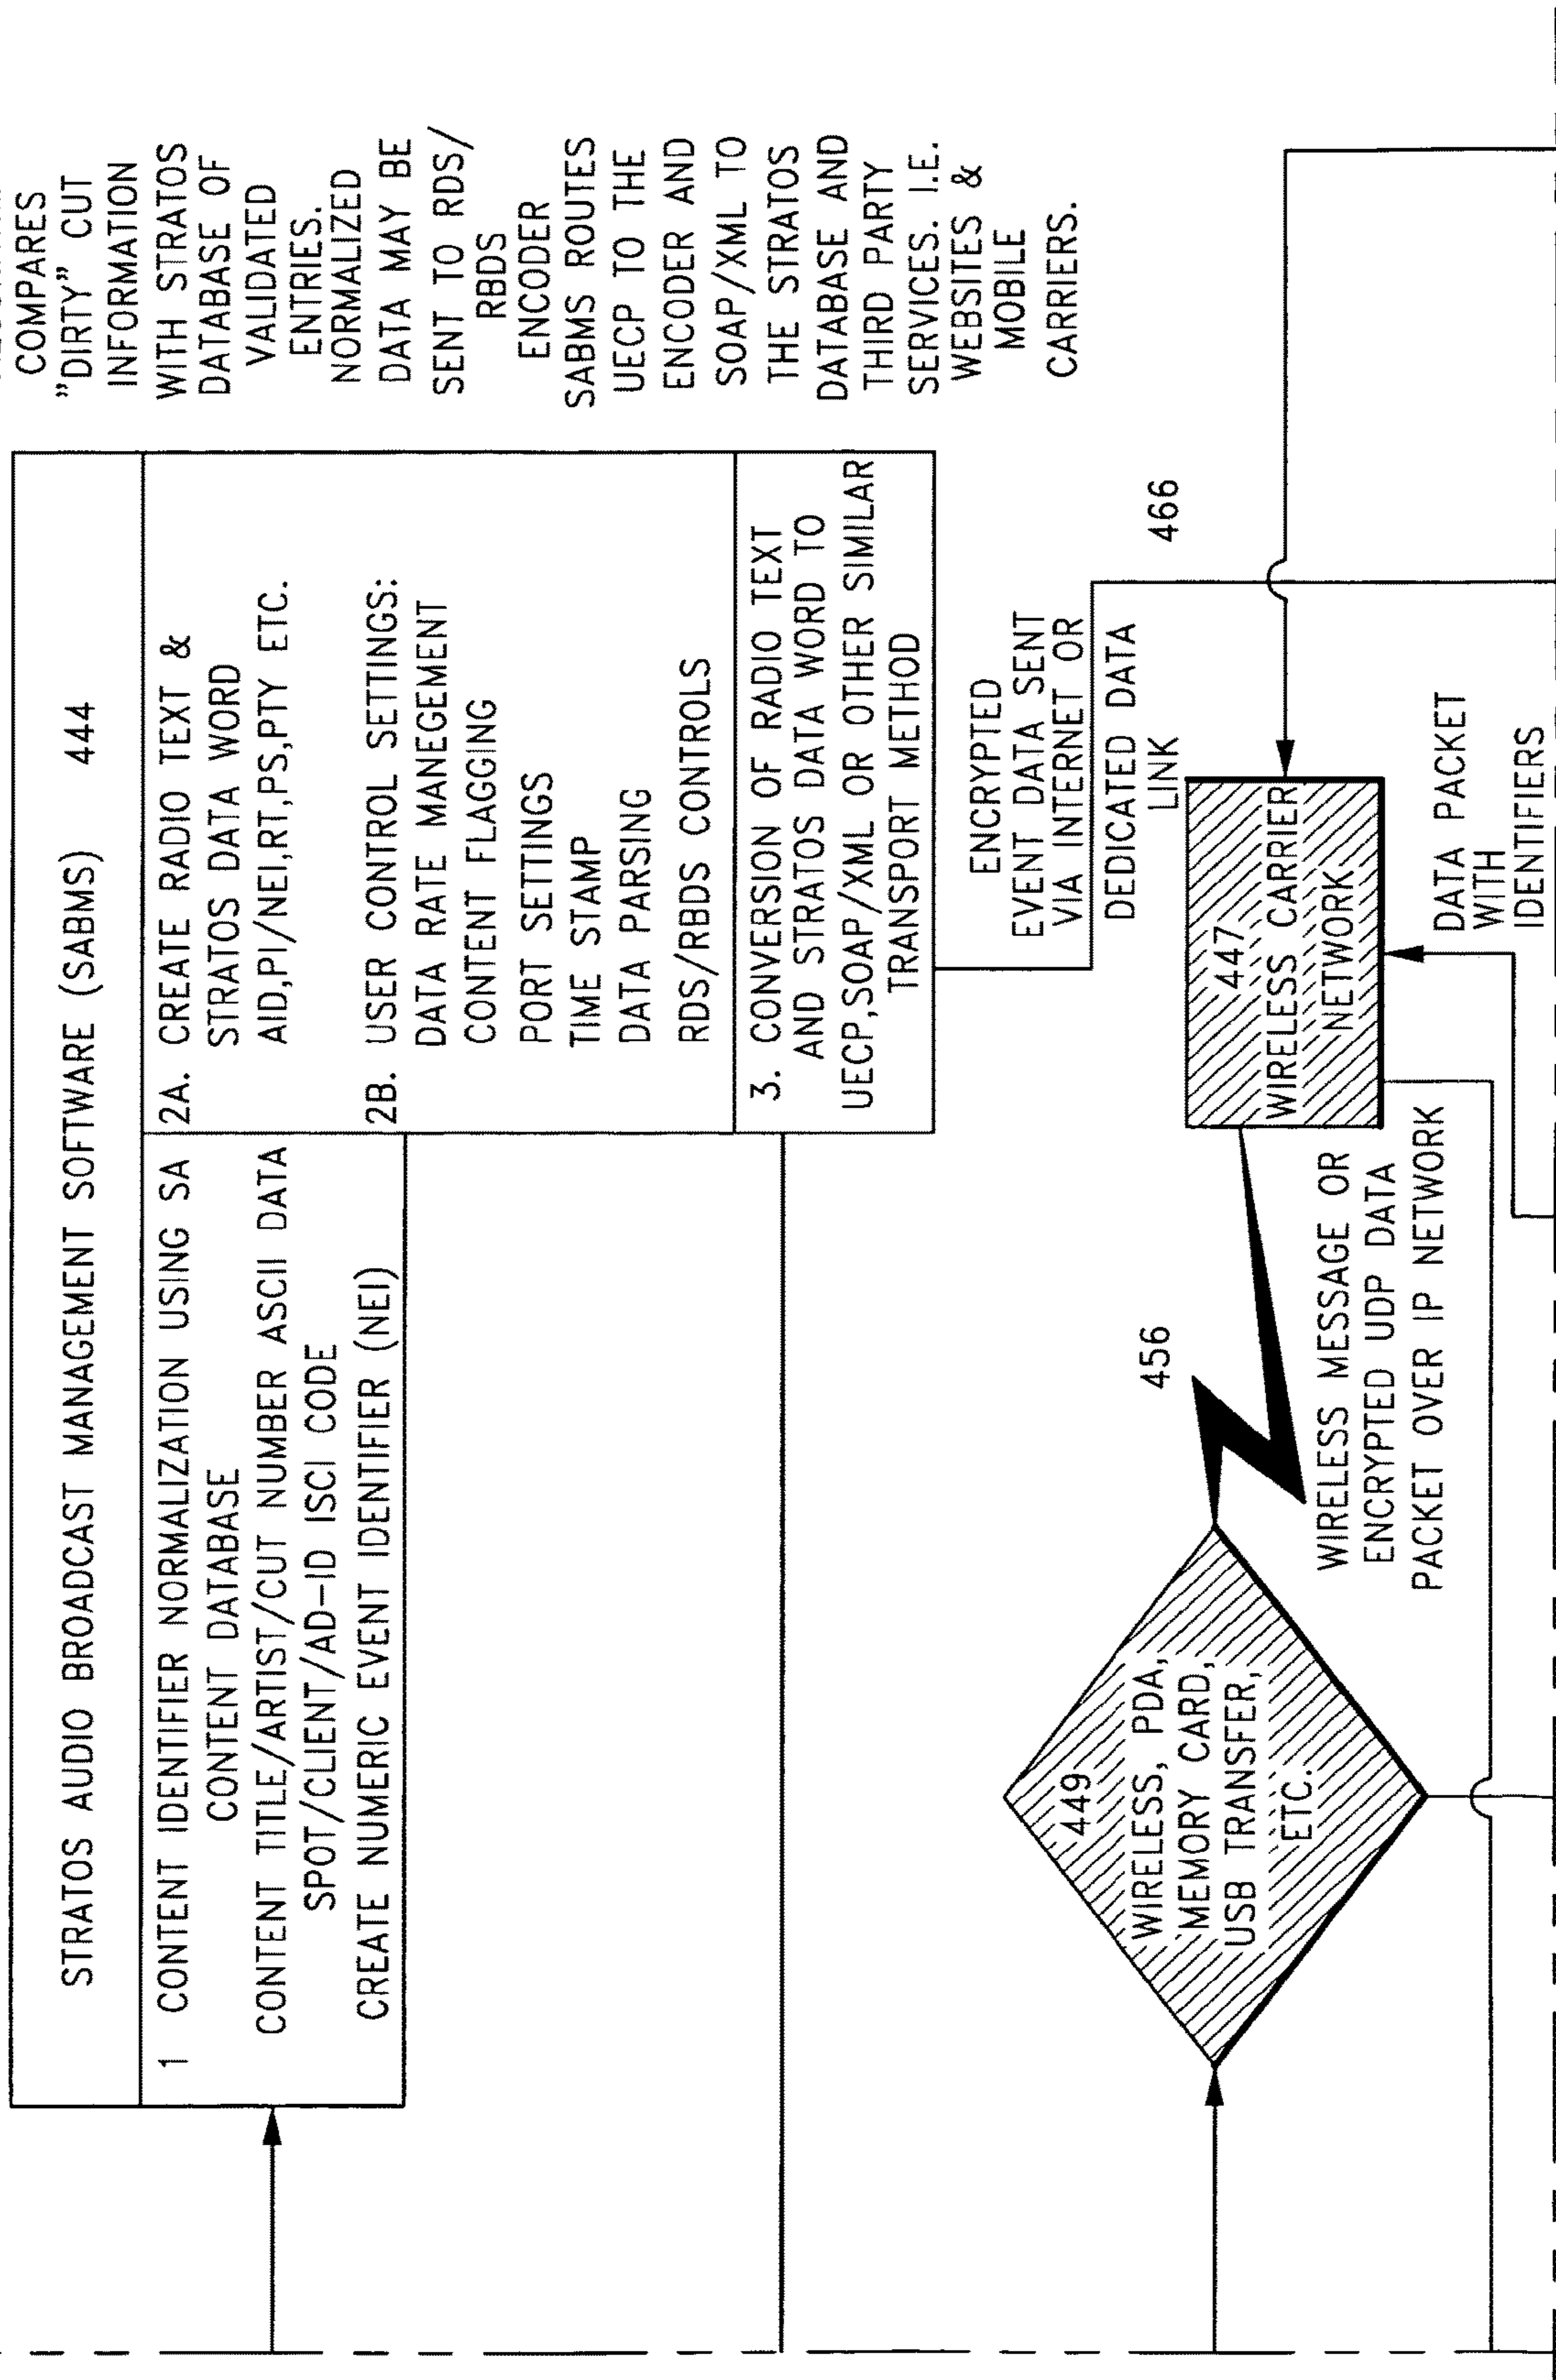 STRATOS AUDIO BROADCAST MANAGEMENT SOFTWARE (SABMS) 444
1 CONTENT IDENTIFIER NORMALIZATION USING SA
CONTENT DATABASE
CONTENT TITLE/ARTIST/CUT NUMBER ASCII DATA
SPOT/CLIENT/AD-ID ISCI CODE
CREATE NUMERIC EVENT IDENTIFIER (NEI)
2A. CREATE RADIO TEXT &
STRATOS DATA WORD
AID,PI/NEI,RT,PS,PTY ETC.
2B. USER CONTROL SETTINGS:
DATA RATE MANEGEMENT
CONTENT FLAGGING
PORT SETTINGS
TIME STAMP
DATA PARSING
RDS/RBDS CONTROLS
3. CONVERSION OF RADIO TEXT
AND STRATOS DATA WORD TO
UECP,SOAP/XML OR OTHER SIMILAR
TRANSPORT METHOD
COMPARES
"DIRTY" CUT
INFORMATION
WITH STRATOS
DATABASE OF
VALIDATED
ENTRIES.
NORMALIZED
DATA MAY BE
SENT TO RDS/
RBDS
ENCODER
SABMS ROUTES
UECP TO THE
ENCODER AND
SOAP/XML TO
THE STRATOS
DATABASE AND
THIRD PARTY
SERVICES. I.E.
WEBSITES &
MOBILE
CARRIERS.
ENCRYPTED
EVENT DATA SENT
VIA INTERNET OR
DEDICATED DATA
LINK
466
449
WIRELESS, PDA,
MEMORY CARD,
USB TRANSFER,
ETC.
456
WIRELESS MESSAGE OR
ENCRYPTED UDP DATA
PACKET OVER IP NETWORK
447
WIRELESS CARRIER
NETWORK
DATA PACKET
WITH
IDENTIFIERS